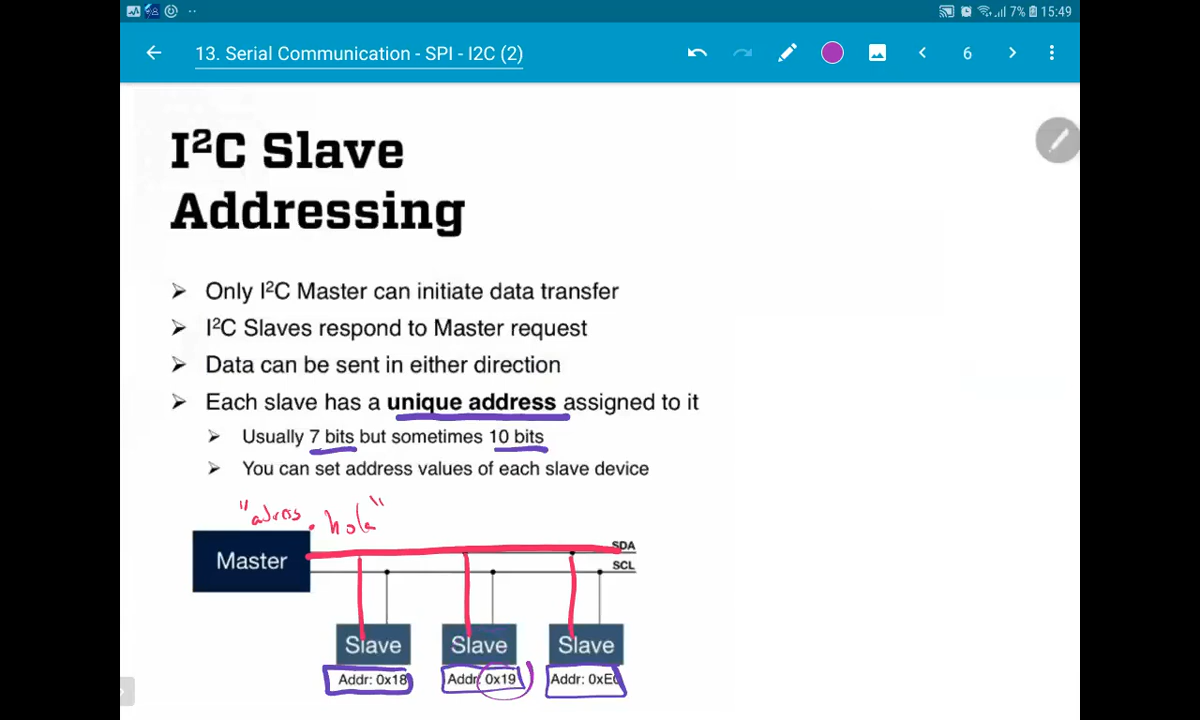 7% 15:49
13. Serial Communication - SPI - I2C (2)
6
I²C Slave
Addressing
Only I²C Master can initiate data transfer
I²C Slaves respond to Master request
Data can be sent in either direction
Each slave has a unique address assigned to it
Usually 7 bits but sometimes 10 bits
You can set address values of each slave device
"adress. hola"
Master
SDA
SCL
Slave Slave Slave
Addr: 0x18 Addr: 0x19 Addr: